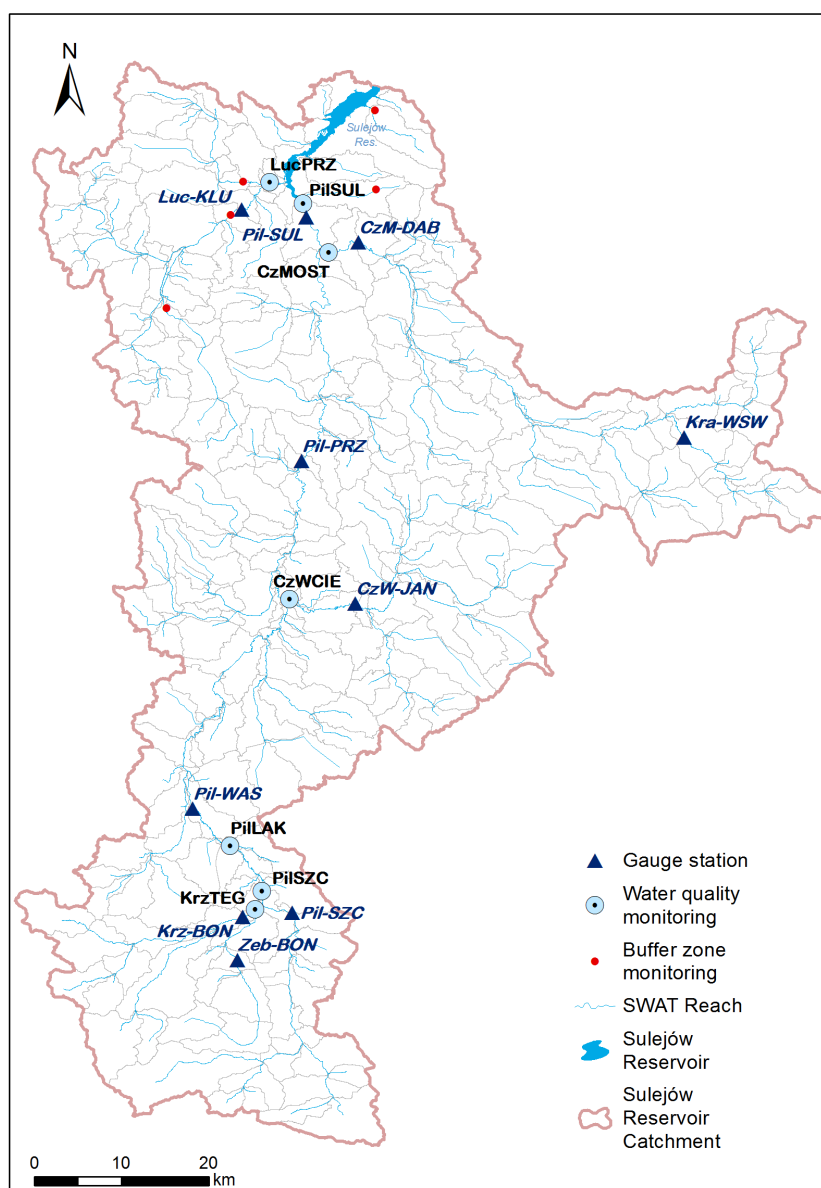 N
Sulejów
Res.
LucPRZ
Luc-KLU
PilSUL
Pil-SUL
CzM-DAB
CzMOST
Kra-WSW
Pil-PRZ
CzWCIE
CzW-JAN
Pil-WAS
PilLAK
PilSZC
KrzTEG
Pil-SZC
Krz-BON
Zeb-BON
Gauge station
Water quality
monitoring
Buffer zone
monitoring
SWAT Reach
Sulejów
Reservoir
Sulejów
Reservoir
Catchment
0 10 20
km